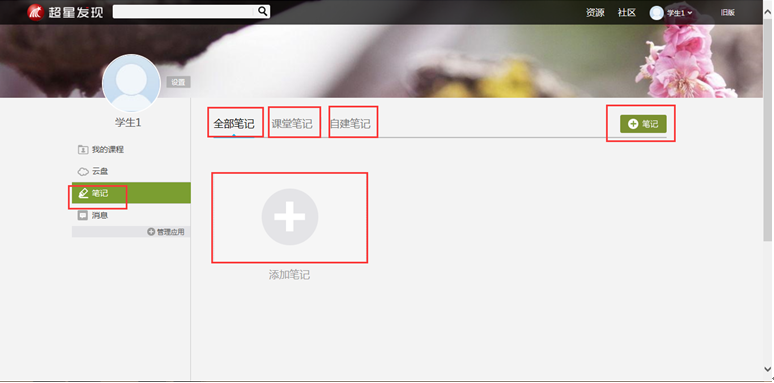 超星发现
资源 社区 学生1 旧版
设置
学生1
全部笔记 课堂笔记 自建笔记 笔记
我的课程
云盘
笔记
消息
管理应用
添加笔记